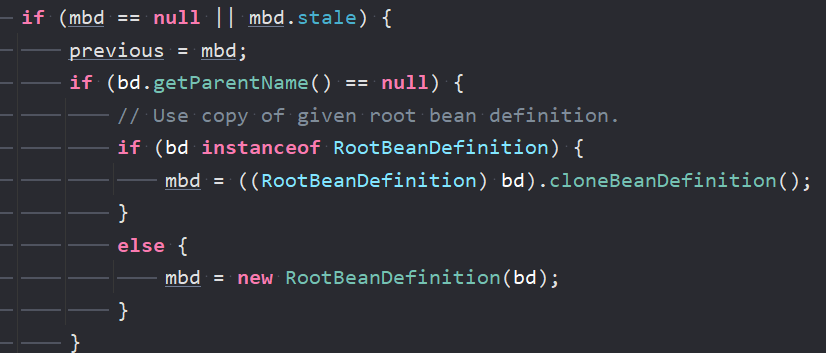 if (mbd == null || mbd.stale) {
previous = mbd;
if (bd.getParentName() == null) {
// Use copy of given root bean definition.
if (bd instanceof RootBeanDefinition) {
mbd = ((RootBeanDefinition) bd).cloneBeanDefinition();
}
else {
mbd = new RootBeanDefinition(bd);
}
}